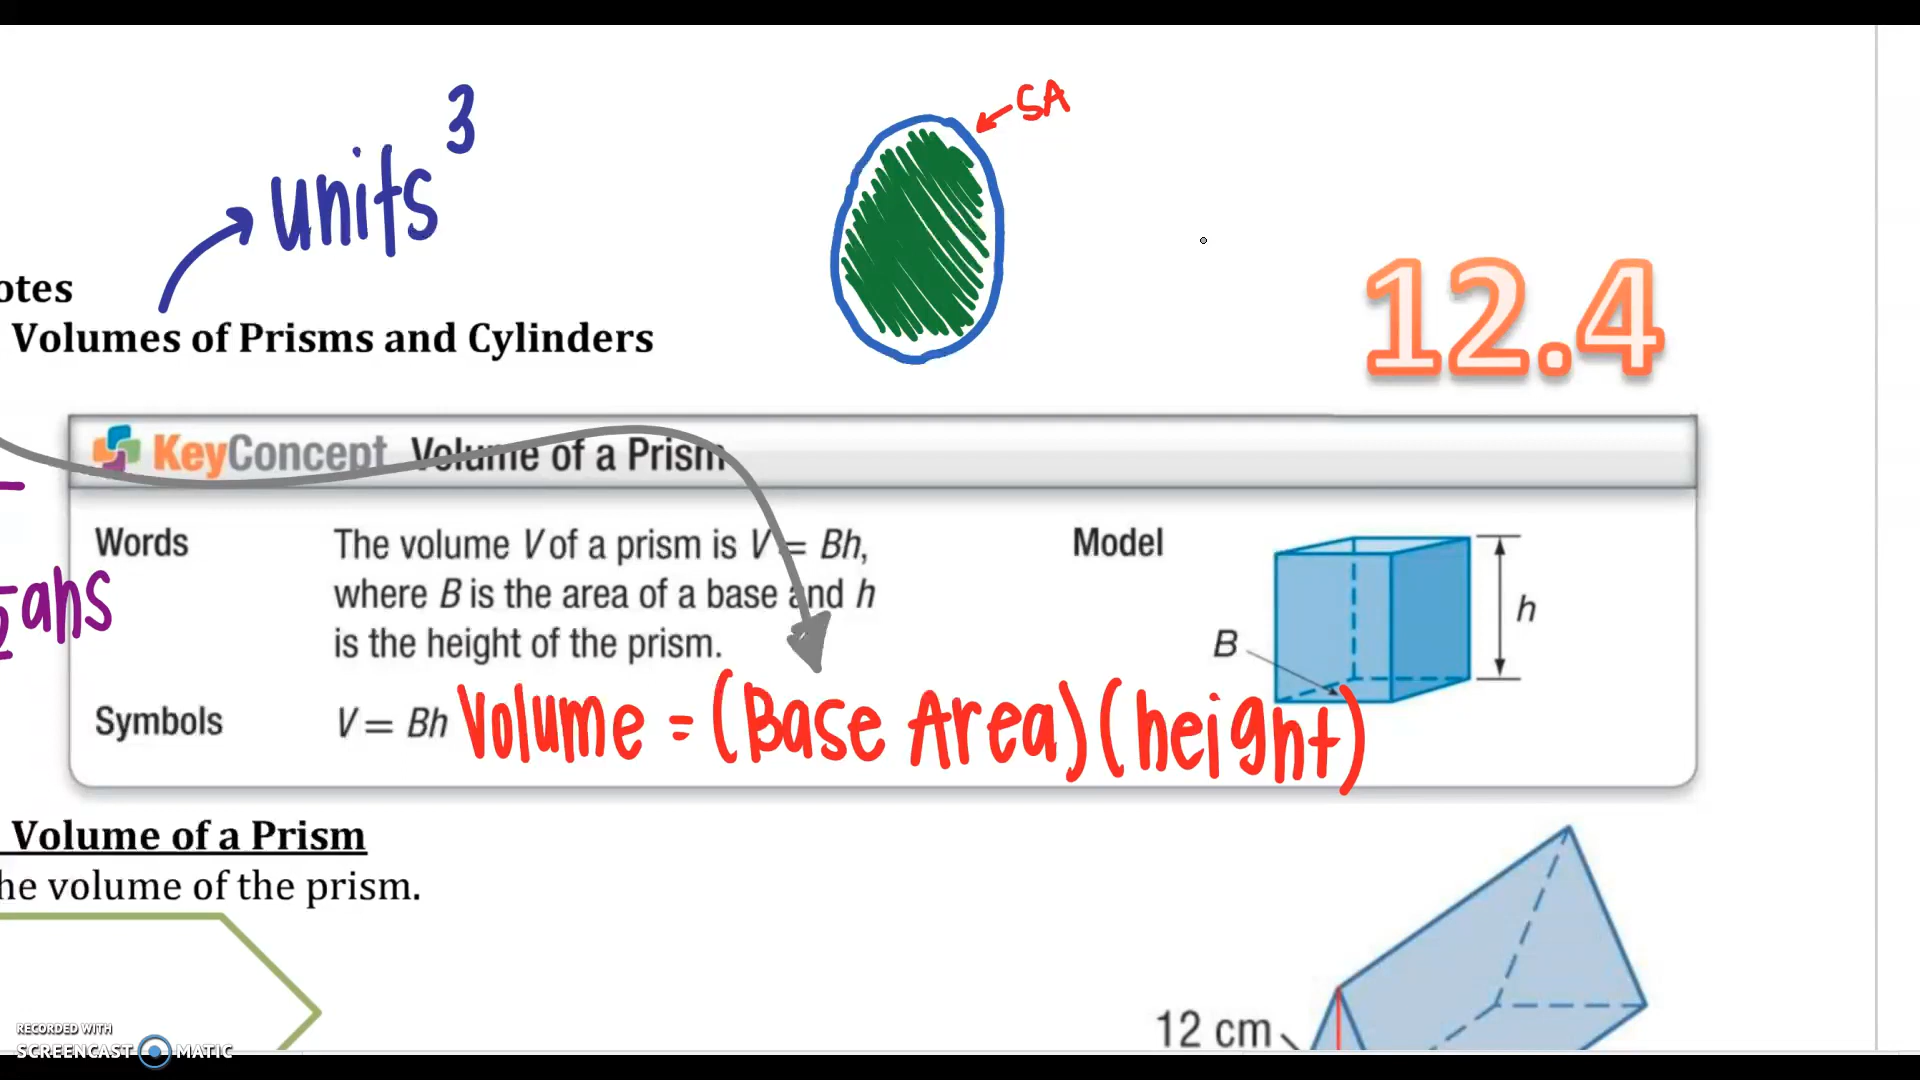 units³
SA
otes
Volumes of Prisms and Cylinders
12.4
KeyConcept Volume of a Prism
Words
The volume V of a prism is V = Bh,
where B is the area of a base and h
is the height of the prism.
Model
B
h
Symbols
V = Bh Volume = (Base Area)(height)
Volume of a Prism
he volume of the prism.
12 cm
RECORDED WITH
SCREENCAST MATIC